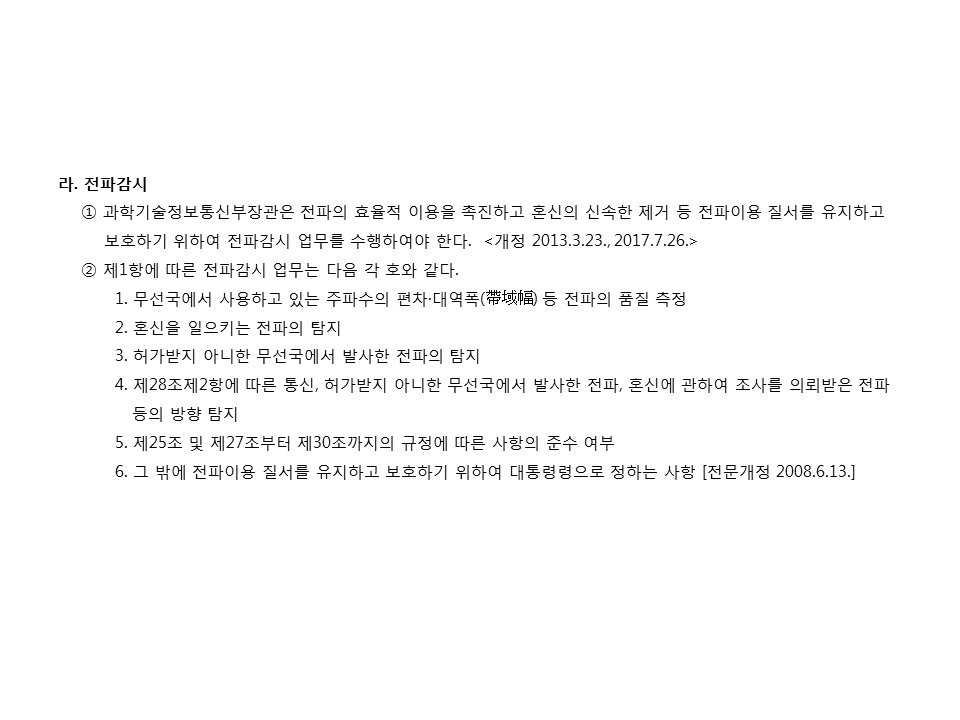 라. 전파감시
① 과학기술정보통신부장관은 전파의 효율적 이용을 촉진하고 혼신의 신속한 제거 등 전파이용 질서를 유지하고
보호하기 위하여 전파감시 업무를 수행하여야 한다. <개정 2013.3.23., 2017.7.26.>
② 제1항에 따른 전파감시 업무는 다음 각 호와 같다.
1. 무선국에서 사용하고 있는 주파수의 편차·대역폭(帶域幅) 등 전파의 품질 측정
2. 혼신을 일으키는 전파의 탐지
3. 허가받지 아니한 무선국에서 발사한 전파의 탐지
4. 제28조제2항에 따른 통신, 허가받지 아니한 무선국에서 발사한 전파, 혼신에 관하여 조사를 의뢰받은 전파
등의 방향 탐지
5. 제25조 및 제27조부터 제30조까지의 규정에 따른 사항의 준수 여부
6. 그 밖에 전파이용 질서를 유지하고 보호하기 위하여 대통령령으로 정하는 사항 [전문개정 2008.6.13.]